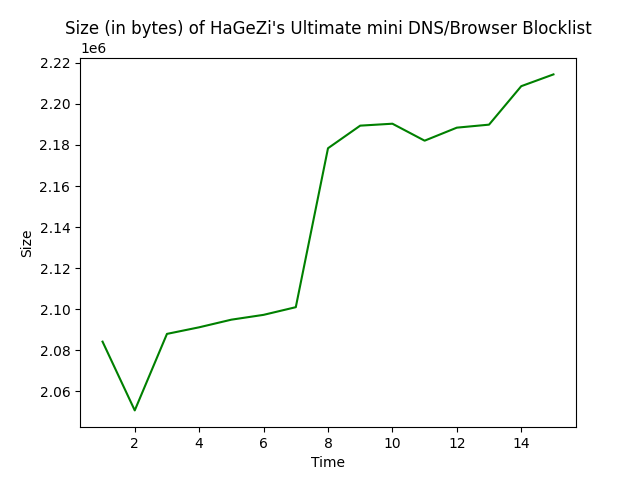 Size (in bytes) of HaGeZi's Ultimate mini DNS/Browser Blocklist
1e6
2.22
2.20
2.18
2.16
2.14
2.12
2.10
2.08
2.06
Size
2 4 6 8 10 12 14
Time